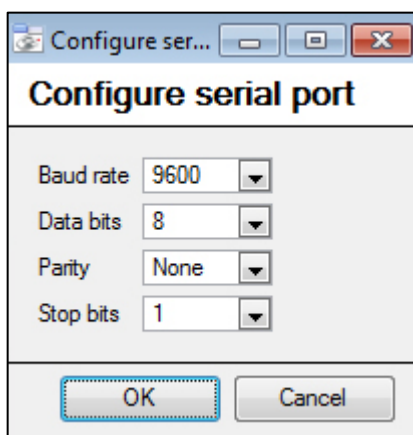 Configure ser...
Configure serial port
Baud rate 9600
Data bits 8
Parity None
Stop bits 1
OK Cancel